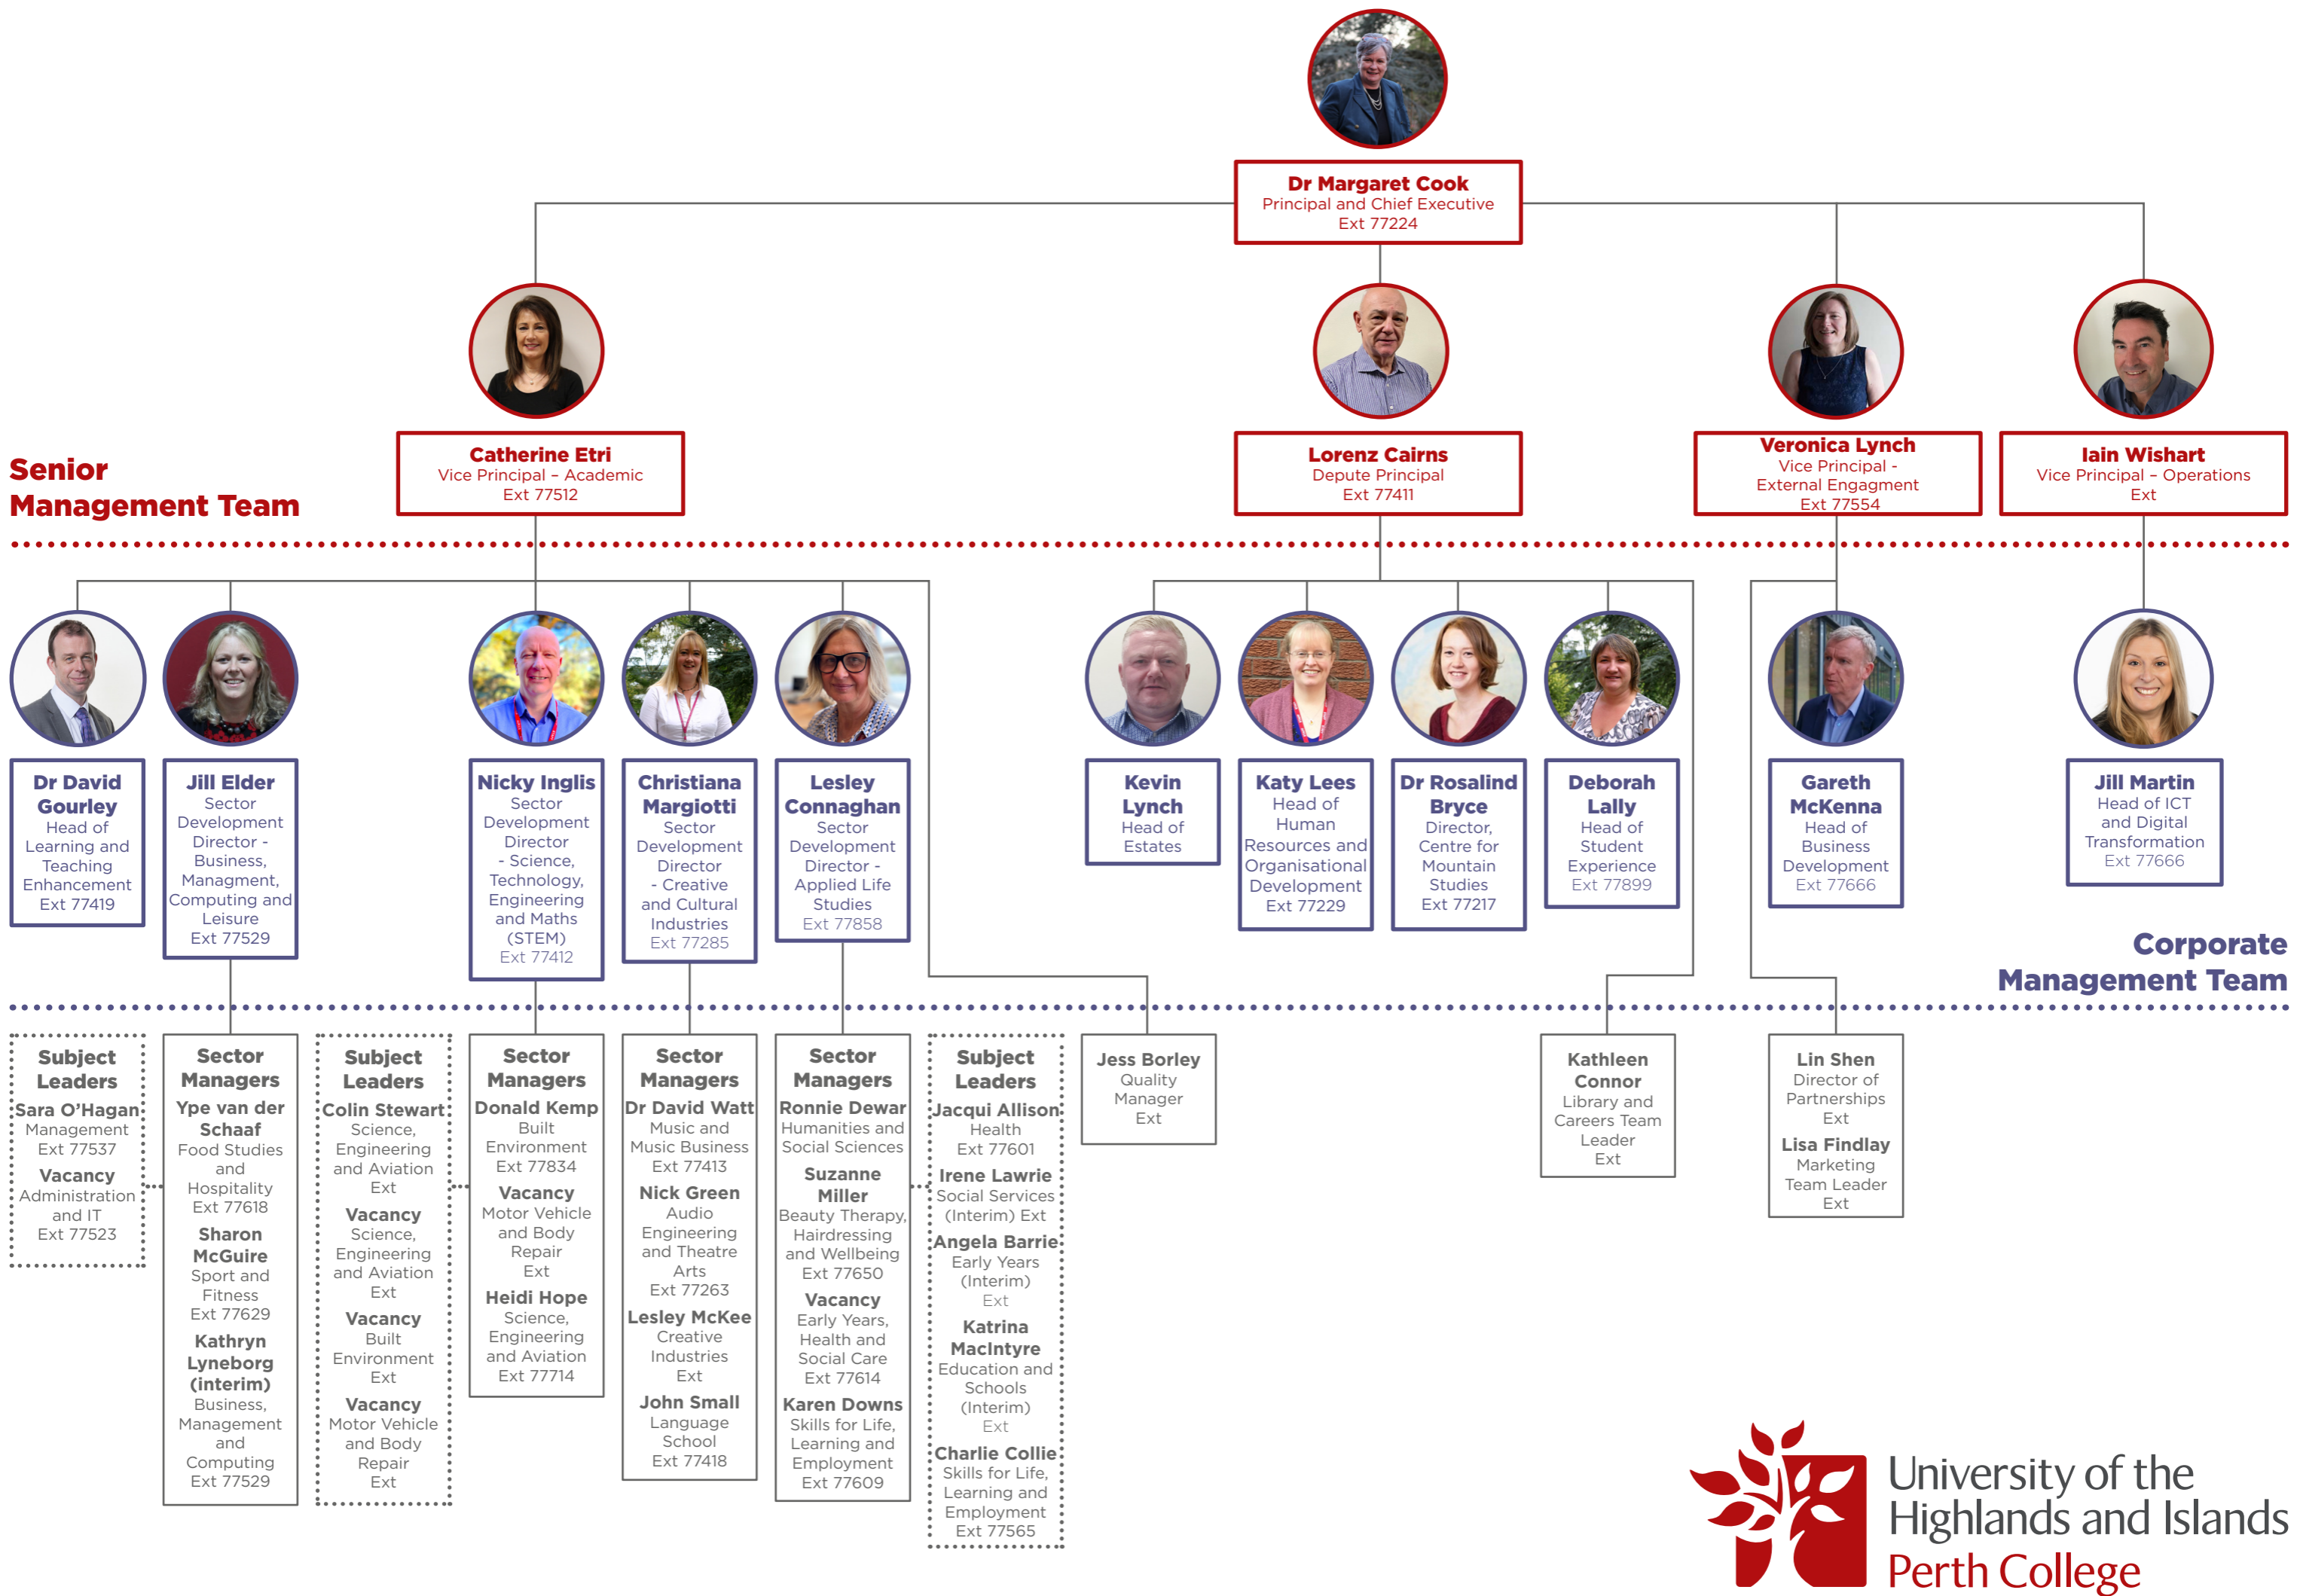 Dr Margaret Cook
Principal and Chief Executive
Ext 77224
Senior
Management Team
Catherine Etri
Vice Principal – Academic
Ext 77512
Lorenz Cairns
Depute Principal
Ext 77411
Veronica Lynch
Vice Principal -
External Engagment
Ext 77554
Iain Wishart
Vice Principal – Operations
Ext
Dr David
Gourley
Head of
Learning and
Teaching
Enhancement
Ext 77419
Jill Elder
Sector
Development
Director -
Business,
Managment,
Computing and
Leisure
Ext 77529
Nicky Inglis
Sector
Development
Director
- Science,
Technology,
Engineering
and Maths
(STEM)
Ext 77412
Christiana
Margiotti
Sector
Development
Director
- Creative
and Cultural
Industries
Ext 77285
Lesley
Connaghan
Sector
Development
Director -
Applied Life
Studies
Ext 77858
Kevin
Lynch
Head of
Estates
Katy Lees
Head of
Human
Resources and
Organisational
Development
Ext 77229
Dr Rosalind
Bryce
Director,
Centre for
Mountain
Studies
Ext 77217
Deborah
Lally
Head of
Student
Experience
Ext 77899
Gareth
McKenna
Head of
Business
Development
Ext 77666
Jill Martin
Head of ICT
and Digital
Transformation
Ext 77666
Corporate
Management Team
Subject
Leaders
Sara O’Hagan
Management
Ext 77537
Vacancy
Administration
and IT
Ext 77523
Sector
Managers
Ype van der
Schaaf
Food Studies
and
Hospitality
Ext 77618
Sharon
McGuire
Sport and
Fitness
Ext 77629
Kathryn
Lyneborg
(interim)
Business,
Management
and
Computing
Ext 77529
Subject
Leaders
Colin Stewart
Science,
Engineering
and Aviation
Ext
Vacancy
Science,
Engineering
and Aviation
Ext
Vacancy
Built
Environment
Ext
Vacancy
Motor Vehicle
and Body
Repair
Ext
Sector
Managers
Donald Kemp
Built
Environment
Ext 77834
Vacancy
Motor Vehicle
and Body
Repair
Ext
Heidi Hope
Science,
Engineering
and Aviation
Ext 77714
Sector
Managers
Dr David Watt
Music and
Music Business
Ext 77413
Nick Green
Audio
Engineering
and Theatre
Arts
Ext 77263
Lesley McKee
Creative
Industries
Ext
John Small
Language
School
Ext 77418
Sector
Managers
Ronnie Dewar
Humanities and
Social Sciences
Suzanne
Miller
Beauty Therapy,
Hairdressing
and Wellbeing
Ext 77650
Vacancy
Early Years,
Health and
Social Care
Ext 77614
Karen Downs
Skills for Life,
Learning and
Employment
Ext 77609
Subject
Leaders
Jacqui Allison
Health
Ext 77601
Irene Lawrie
Social Services
(Interim) Ext
Angela Barrie
Early Years
(Interim)
Ext
Katrina
MacIntyre
Education and
Schools
(Interim)
Ext
Charlie Collie
Skills for Life,
Learning and
Employment
Ext 77565
Jess Borley
Quality
Manager
Ext
Kathleen
Connor
Library and
Careers Team
Leader
Ext
Lin Shen
Director of
Partnerships
Ext
Lisa Findlay
Marketing
Team Leader
Ext
University of the
Highlands and Islands
Perth College